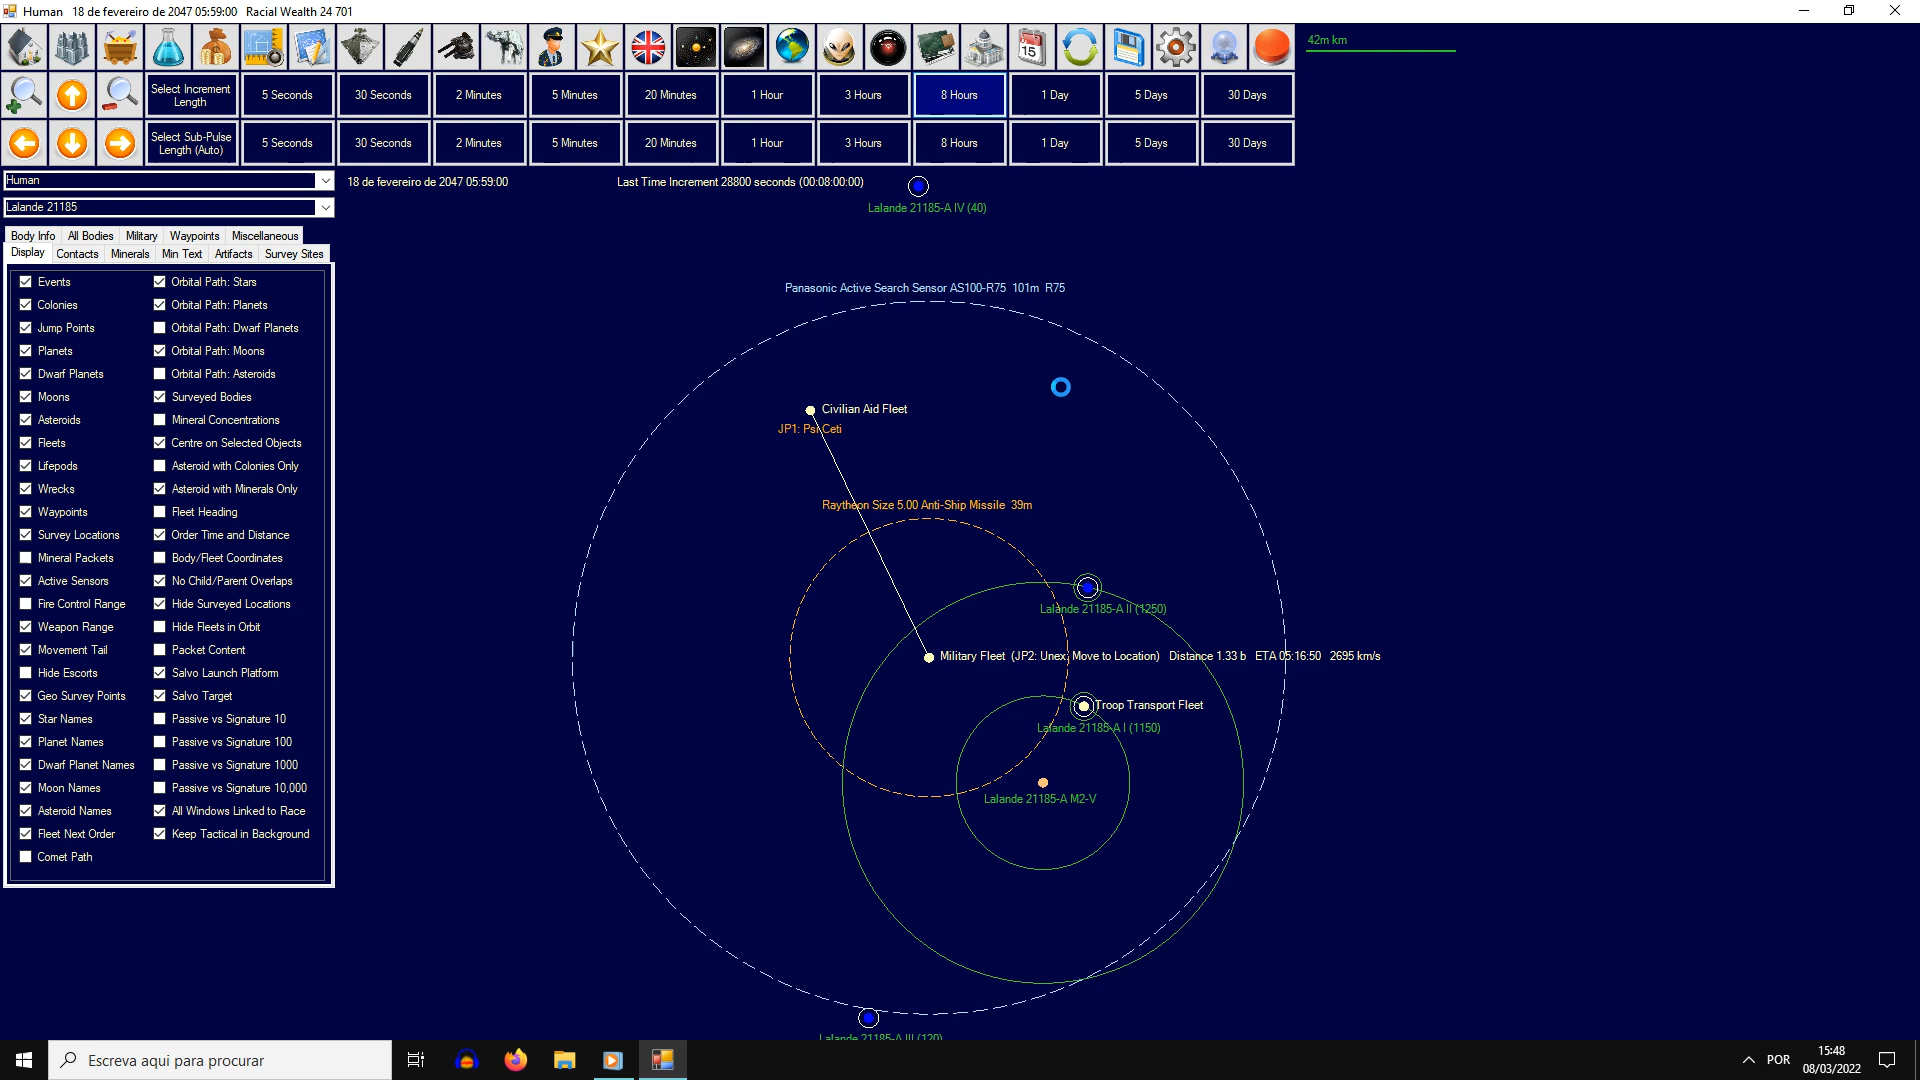 Human 18 de fevereiro de 2047 05:59:00 Racial Wealth 24 701
15
42m km
Select Increment Length
5 Seconds
30 Seconds
2 Minutes
5 Minutes
20 Minutes
1 Hour
3 Hours
8 Hours
1 Day
5 Days
30 Days
Select Sub-Pulse Length (Auto)
5 Seconds
30 Seconds
2 Minutes
5 Minutes
20 Minutes
1 Hour
3 Hours
8 Hours
1 Day
5 Days
30 Days
Human
18 de fevereiro de 2047 05:59:00
Last Time Increment 28800 seconds (00:08:00:00)
Lalande 21185
Lalande 21185-A IV (40)
Body Info All Bodies Military Waypoints Miscellaneous
Display Contacts Minerals Min Text Artifacts Survey Sites
Events
Orbital Path: Stars
Colonies
Orbital Path: Planets
Jump Points
Orbital Path: Dwarf Planets
Planets
Orbital Path: Moons
Dwarf Planets
Orbital Path: Asteroids
Moons
Surveyed Bodies
Asteroids
Mineral Concentrations
Fleets
Centre on Selected Objects
Lifepods
Asteroid with Colonies Only
Wrecks
Asteroid with Minerals Only
Waypoints
Fleet Heading
Survey Locations
Order Time and Distance
Mineral Packets
Body/Fleet Coordinates
Active Sensors
No Child/Parent Overlaps
Fire Control Range
Hide Surveyed Locations
Weapon Range
Hide Fleets in Orbit
Movement Tail
Packet Content
Hide Escorts
Salvo Launch Platform
Geo Survey Points
Salvo Target
Star Names
Passive vs Signature 10
Planet Names
Passive vs Signature 100
Dwarf Planet Names
Passive vs Signature 1000
Moon Names
Passive vs Signature 10,000
Asteroid Names
All Windows Linked to Race
Fleet Next Order
Keep Tactical in Background
Comet Path
Panasonic Active Search Sensor AS100-R75 101m R75
Civilian Aid Fleet
JP1: Psi Ceti
Raytheon Size 5.00 Anti-Ship Missile 39m
Lalande 21185-A II (1250)
Military Fleet (JP2: Unex: Move to Location) Distance 1.33 b ETA 05:16:50 2695 km/s
Troop Transport Fleet
Lalande 21185-A I (1150)
Lalande 21185-A M2-V
Lalande 21185-A III (120)
Escreva aqui para procurar
POR
15:48
08/03/2022